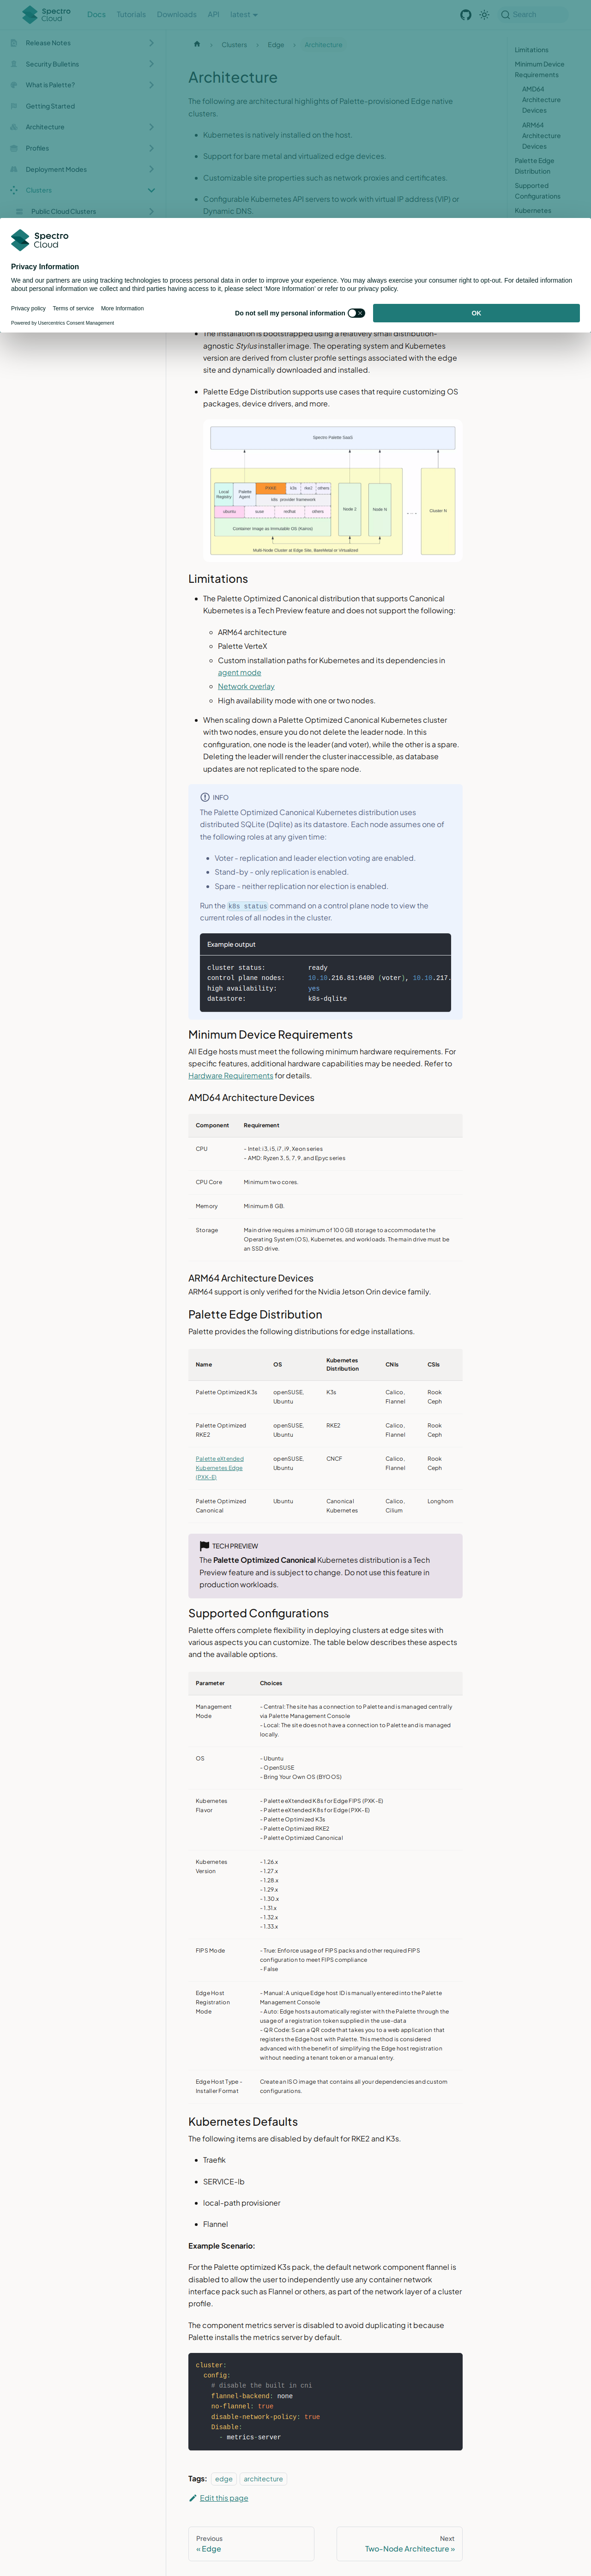 Spectro Cloud
Docs
Tutorials
Downloads
API
latest
Search
Release Notes
Security Bulletins
What is Palette?
Getting Started
Architecture
Profiles
Deployment Modes
Clusters
Public Cloud Clusters
Clusters
Edge
Architecture
Architecture
The following are architectural highlights of Palette-provisioned Edge native
clusters.
Kubernetes is natively installed on the host.
Support for bare metal and virtualized edge devices.
Customizable site properties such as network proxies and certificates.
Configurable Kubernetes API servers to work with virtual IP address (VIP) or
Dynamic DNS.
Limitations
Minimum Device
Requirements
AMD64
Architecture
Devices
ARM64
Architecture
Devices
Palette Edge
Distribution
Supported
Configurations
Kubernetes
Spectro Cloud
Privacy Information
We and our partners are using tracking technologies to process personal data in order to improve your experience. You may always exercise your consumer right to opt-out. For detailed information
about personal information we collect and third parties having access to it, please select 'More Information' or refer to our privacy policy.
Privacy policy
Terms of service
More Information
Powered by Usercentrics Consent Management
Do not sell my personal information
OK
The installation is bootstrapped using a relatively small distribution-
agnostic Stylus installer image. The operating system and Kubernetes
version are derived from cluster profile settings associated with the edge
site and dynamically downloaded and installed.
Palette Edge Distribution supports use cases that require customizing OS
packages, device drivers, and more.
Spectro Palette SaaS
Local Registry
Palette Agent
PXKE
k3s
rke2
others
k8s provider framework
ubuntu
suse
redhat
others
Container Image as Immutable OS (Kairos)
Node 2
Node N
. . .
Cluster N
Multi-Node Cluster at Edge Site. BareMetal or Virtualized
Limitations
The Palette Optimized Canonical distribution that supports Canonical
Kubernetes is a Tech Preview feature and does not support the following:
ARM64 architecture
Palette VerteX
Custom installation paths for Kubernetes and its dependencies in
agent mode
Network overlay
High availability mode with one or two nodes.
When scaling down a Palette Optimized Canonical Kubernetes cluster
with two nodes, ensure you do not delete the leader node. In this
configuration, one node is the leader (and voter), while the other is a spare.
Deleting the leader will render the cluster inaccessible, as database
updates are not replicated to the spare node.
INFO
The Palette Optimized Canonical Kubernetes distribution uses
distributed SQLite (Dqlite) as its datastore. Each node assumes one of
the following roles at any given time:
Voter - replication and leader election voting are enabled.
Stand-by - only replication is enabled.
Spare - neither replication nor election is enabled.
Run the k8s status command on a control plane node to view the
current roles of all nodes in the cluster.
Example output
cluster status: ready
control plane nodes: 10.10.216.81:6400 (voter), 10.10.217.
high availability: yes
datastore: k8s-dqlite
Minimum Device Requirements
All Edge hosts must meet the following minimum hardware requirements. For
specific features, additional hardware capabilities may be needed. Refer to
Hardware Requirements for details.
AMD64 Architecture Devices
Component Requirement
CPU - Intel: i3, i5, i7, i9, Xeon series
- AMD: Ryzen 3, 5, 7, 9, and Epyc series
CPU Core Minimum two cores.
Memory Minimum 8 GB.
Storage Main drive requires a minimum of 100 GB storage to accommodate the
Operating System (OS), Kubernetes, and workloads. The main drive must be
an SSD drive.
ARM64 Architecture Devices
ARM64 support is only verified for the Nvidia Jetson Orin device family.
Palette Edge Distribution
Palette provides the following distributions for edge installations.
Name OS Kubernetes Distribution CNIs CSIs
Palette Optimized K3s openSUSE, Ubuntu K3s Calico, Flannel Rook Ceph
Palette Optimized RKE2 openSUSE, Ubuntu RKE2 Calico, Flannel Rook Ceph
Palette eXtended Kubernetes Edge (PXK-E) openSUSE, Ubuntu CNCF Calico, Flannel Rook Ceph
Palette Optimized Canonical Ubuntu Canonical Kubernetes Calico, Cilium Longhorn
TECH PREVIEW
The Palette Optimized Canonical Kubernetes distribution is a Tech
Preview feature and is subject to change. Do not use this feature in
production workloads.
Supported Configurations
Palette offers complete flexibility in deploying clusters at edge sites with
various aspects you can customize. The table below describes these aspects
and the available options.
Parameter Choices
Management Mode - Central: The site has a connection to Palette and is managed centrally
via Palette Management Console
- Local: The site does not have a connection to Palette and is managed
locally.
OS - Ubuntu
- OpenSUSE
- Bring Your Own OS (BYOOS)
Kubernetes Flavor - Palette eXtended K8s for Edge FIPS (PXK-E)
- Palette eXtended K8s for Edge (PXK-E)
- Palette Optimized K3s
- Palette Optimized RKE2
- Palette Optimized Canonical
Kubernetes Version - 1.26.x
- 1.27.x
- 1.28.x
- 1.29.x
- 1.30.x
- 1.31.x
- 1.32.x
- 1.33.x
FIPS Mode - True: Enforce usage of FIPS packs and other required FIPS
configuration to meet FIPS compliance
- False
Edge Host Registration Mode - Manual: A unique Edge host ID is manually entered into the Palette
Management Console
- Auto: Edge hosts automatically register with the Palette through the
usage of a registration token supplied in the use-data
- QR Code: Scan a QR code that takes you to a web application that
registers the Edge host with Palette. This method is considered
advanced with the benefit of simplifying the Edge host registration
without needing a tenant token or a manual entry.
Edge Host Type - Installer Format Create an ISO image that contains all your dependencies and custom
configurations.
Kubernetes Defaults
The following items are disabled by default for RKE2 and K3s.
Traefik
SERVICE-lb
local-path provisioner
Flannel
Example Scenario:
For the Palette optimized K3s pack, the default network component flannel is
disabled to allow the user to independently use any container network
interface pack such as Flannel or others, as part of the network layer of a cluster
profile.
The component metrics server is disabled to avoid duplicating it because
Palette installs the metrics server by default.
cluster:
config:
# disable the built in cni
flannel-backend: none
no-flannel: true
disable-network-policy: true
Disable:
- metrics-server
Tags: edge architecture
Edit this page
Previous
« Edge
Next
Two-Node Architecture »